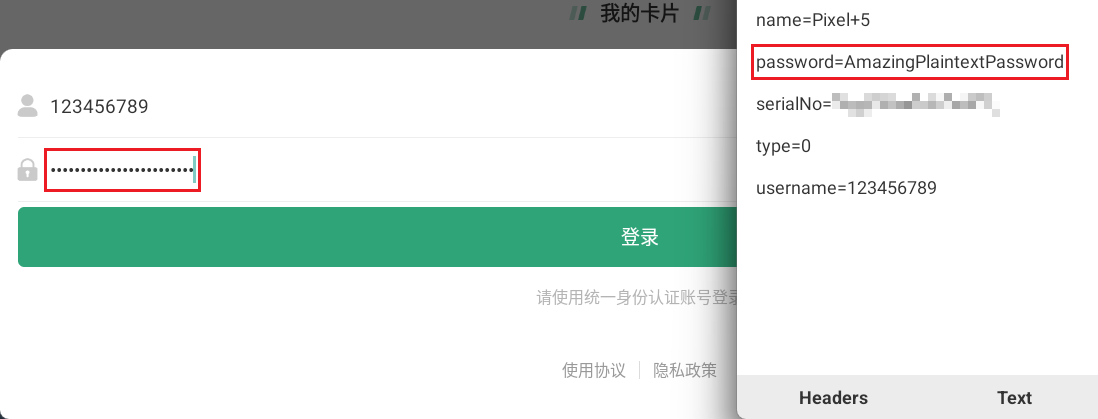 我的卡片
123456789
••••••••••••••••••••••••
登录
请使用统一身份认证账号登录
使用协议 | 隐私政策
name=Pixel+5
password=AmazingPlaintextPassword
serialNo=
type=0
username=123456789
Headers Text